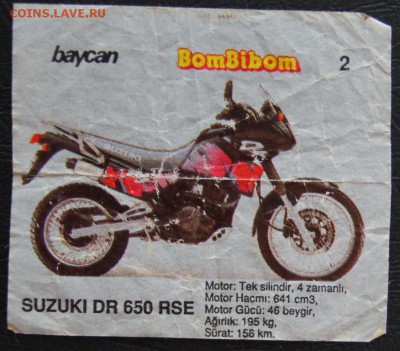 COINS.LAVE.RU
baycan
BomBibom
2
SUZUKI DR 650 RSE
Motor: Tek silindir, 4 zamanlı,
Motor Haçmı: 641 cm3,
Motor Gücü: 46 beygir,
Ağırlık: 195 kg,
Sürat: 156 km.